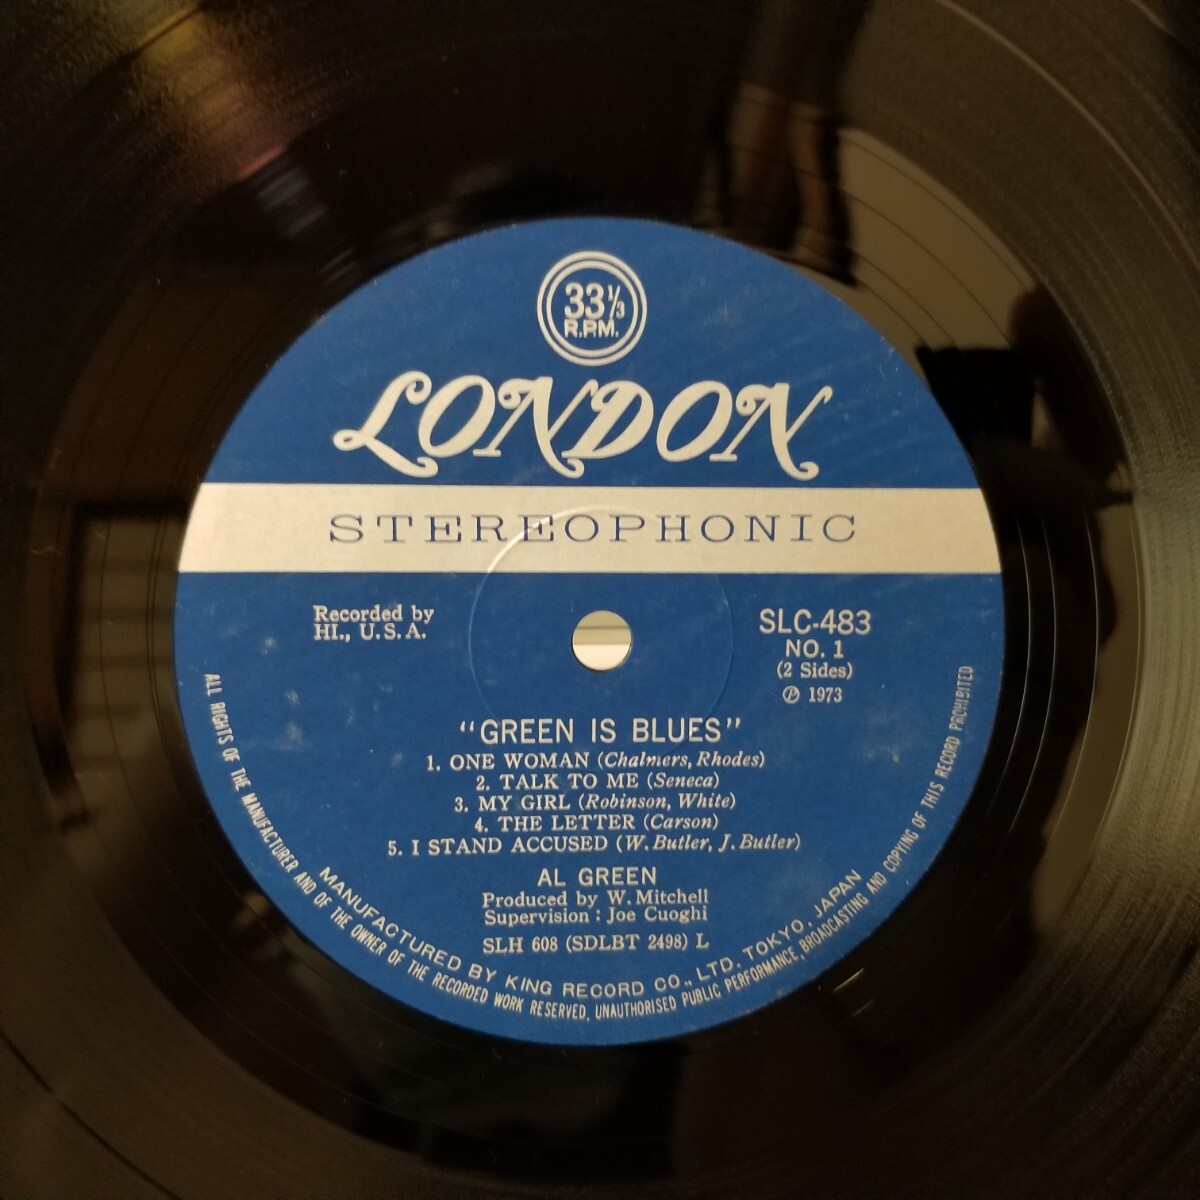 33 1/3
R.P.M.
LONDON
STEREOPHONIC
Recorded by
HI., U.S.A.
SLC-483
NO. 1
(2 Sides)
℗ 1973
"GREEN IS BLUES"
1. ONE WOMAN (Chalmers, Rhodes)
2. TALK TO ME (Seneca)
3. MY GIRL (Robinson, White)
4. THE LETTER (Carson)
5. I STAND ACCUSED (W. Butler, J. Butler)
AL GREEN
Produced by W. Mitchell
Supervision : Joe Cuoghi
SLH 608 (SDLBT 2498) L
MANUFACTURED BY KING RECORD CO., LTD. TOKYO, JAPAN
ALL RIGHTS OF THE MANUFACTURER AND OF THE OWNER OF THE RECORDED WORK RESERVED, UNAUTHORISED PUBLIC PERFORMANCE, BROADCASTING AND COPYING OF THIS RECORD PROHIBITED